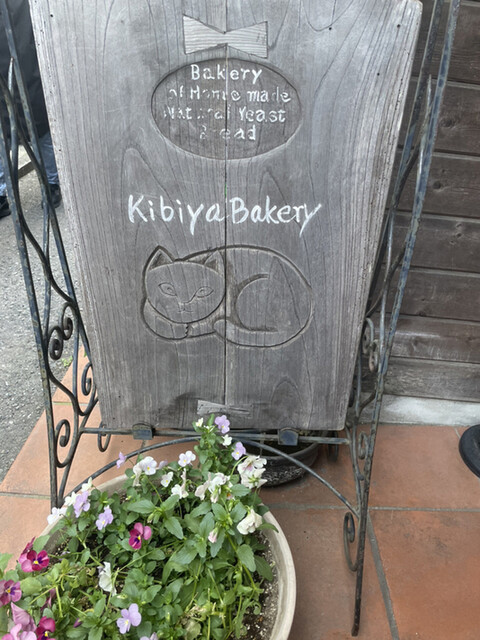 Bakery
of Home made
Natural Yeast
Bread
Kibiya Bakery